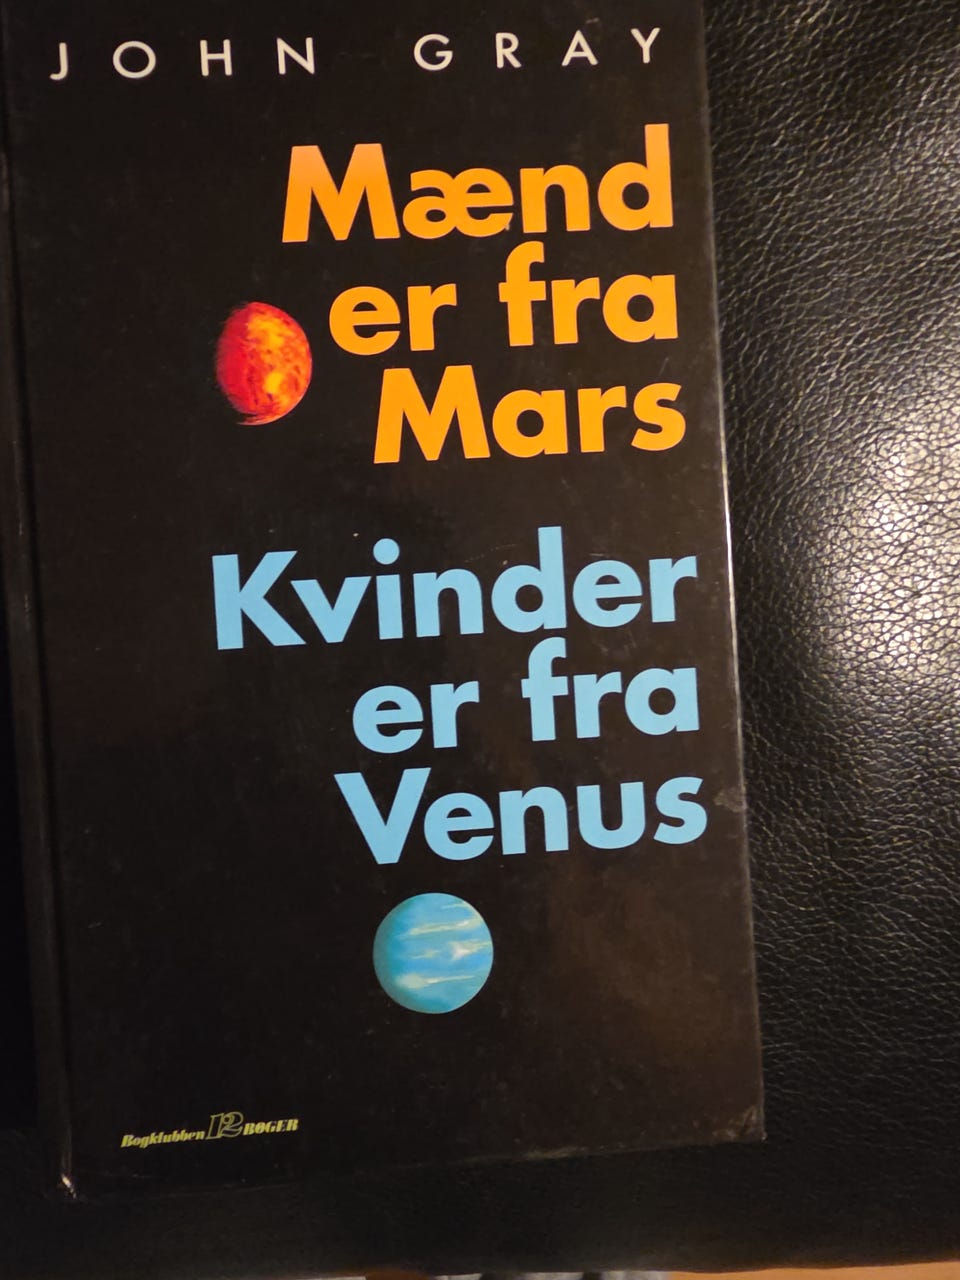 JOHN GRAY
Mænd
er fra
Mars
Kvinder
er fra
Venus
Bogklubben 12 BØGER